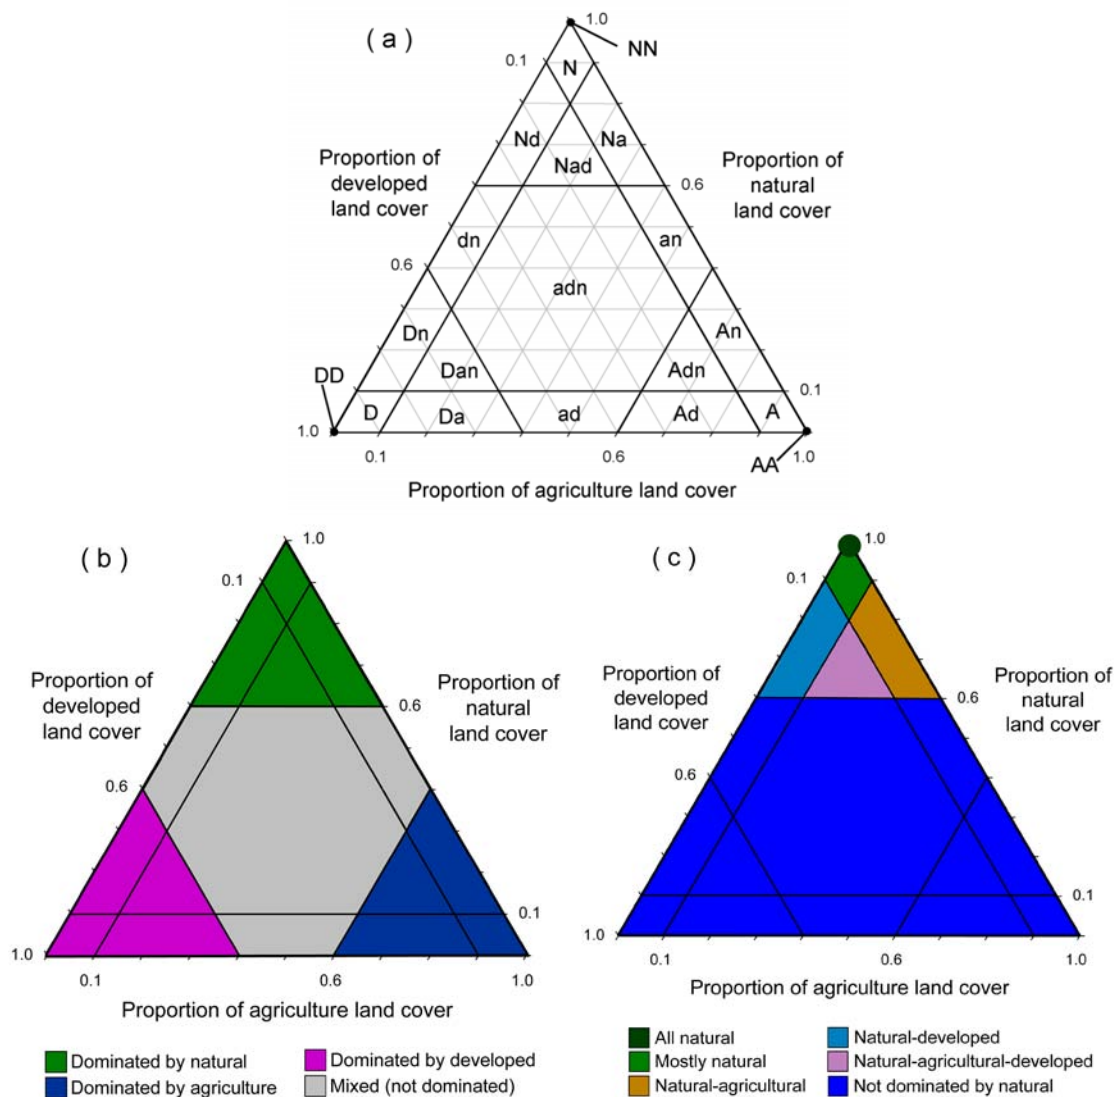 ( a )
1.0
NN
0.1
N
Nd
Na
Nad
Proportion of
developed
land cover
Proportion of
natural
land cover
0.6
dn
an
0.6
adn
Dn
An
DD
Dan
Adn
0.1
D
Da
ad
Ad
A
1.0
0.1
0.6
1.0
AA
Proportion of agriculture land cover
( b )
1.0
0.1
Proportion of
developed
land cover
Proportion of
natural
land cover
0.6
0.6
0.1
1.0
0.1
0.6
1.0
Proportion of agriculture land cover
Dominated by natural
Dominated by developed
Dominated by agriculture
Mixed (not dominated)
( c )
1.0
0.1
Proportion of
developed
land cover
Proportion of
natural
land cover
0.6
0.6
0.1
1.0
0.1
0.6
1.0
Proportion of agriculture land cover
All natural
Natural-developed
Mostly natural
Natural-agricultural-developed
Natural-agricultural
Not dominated by natural